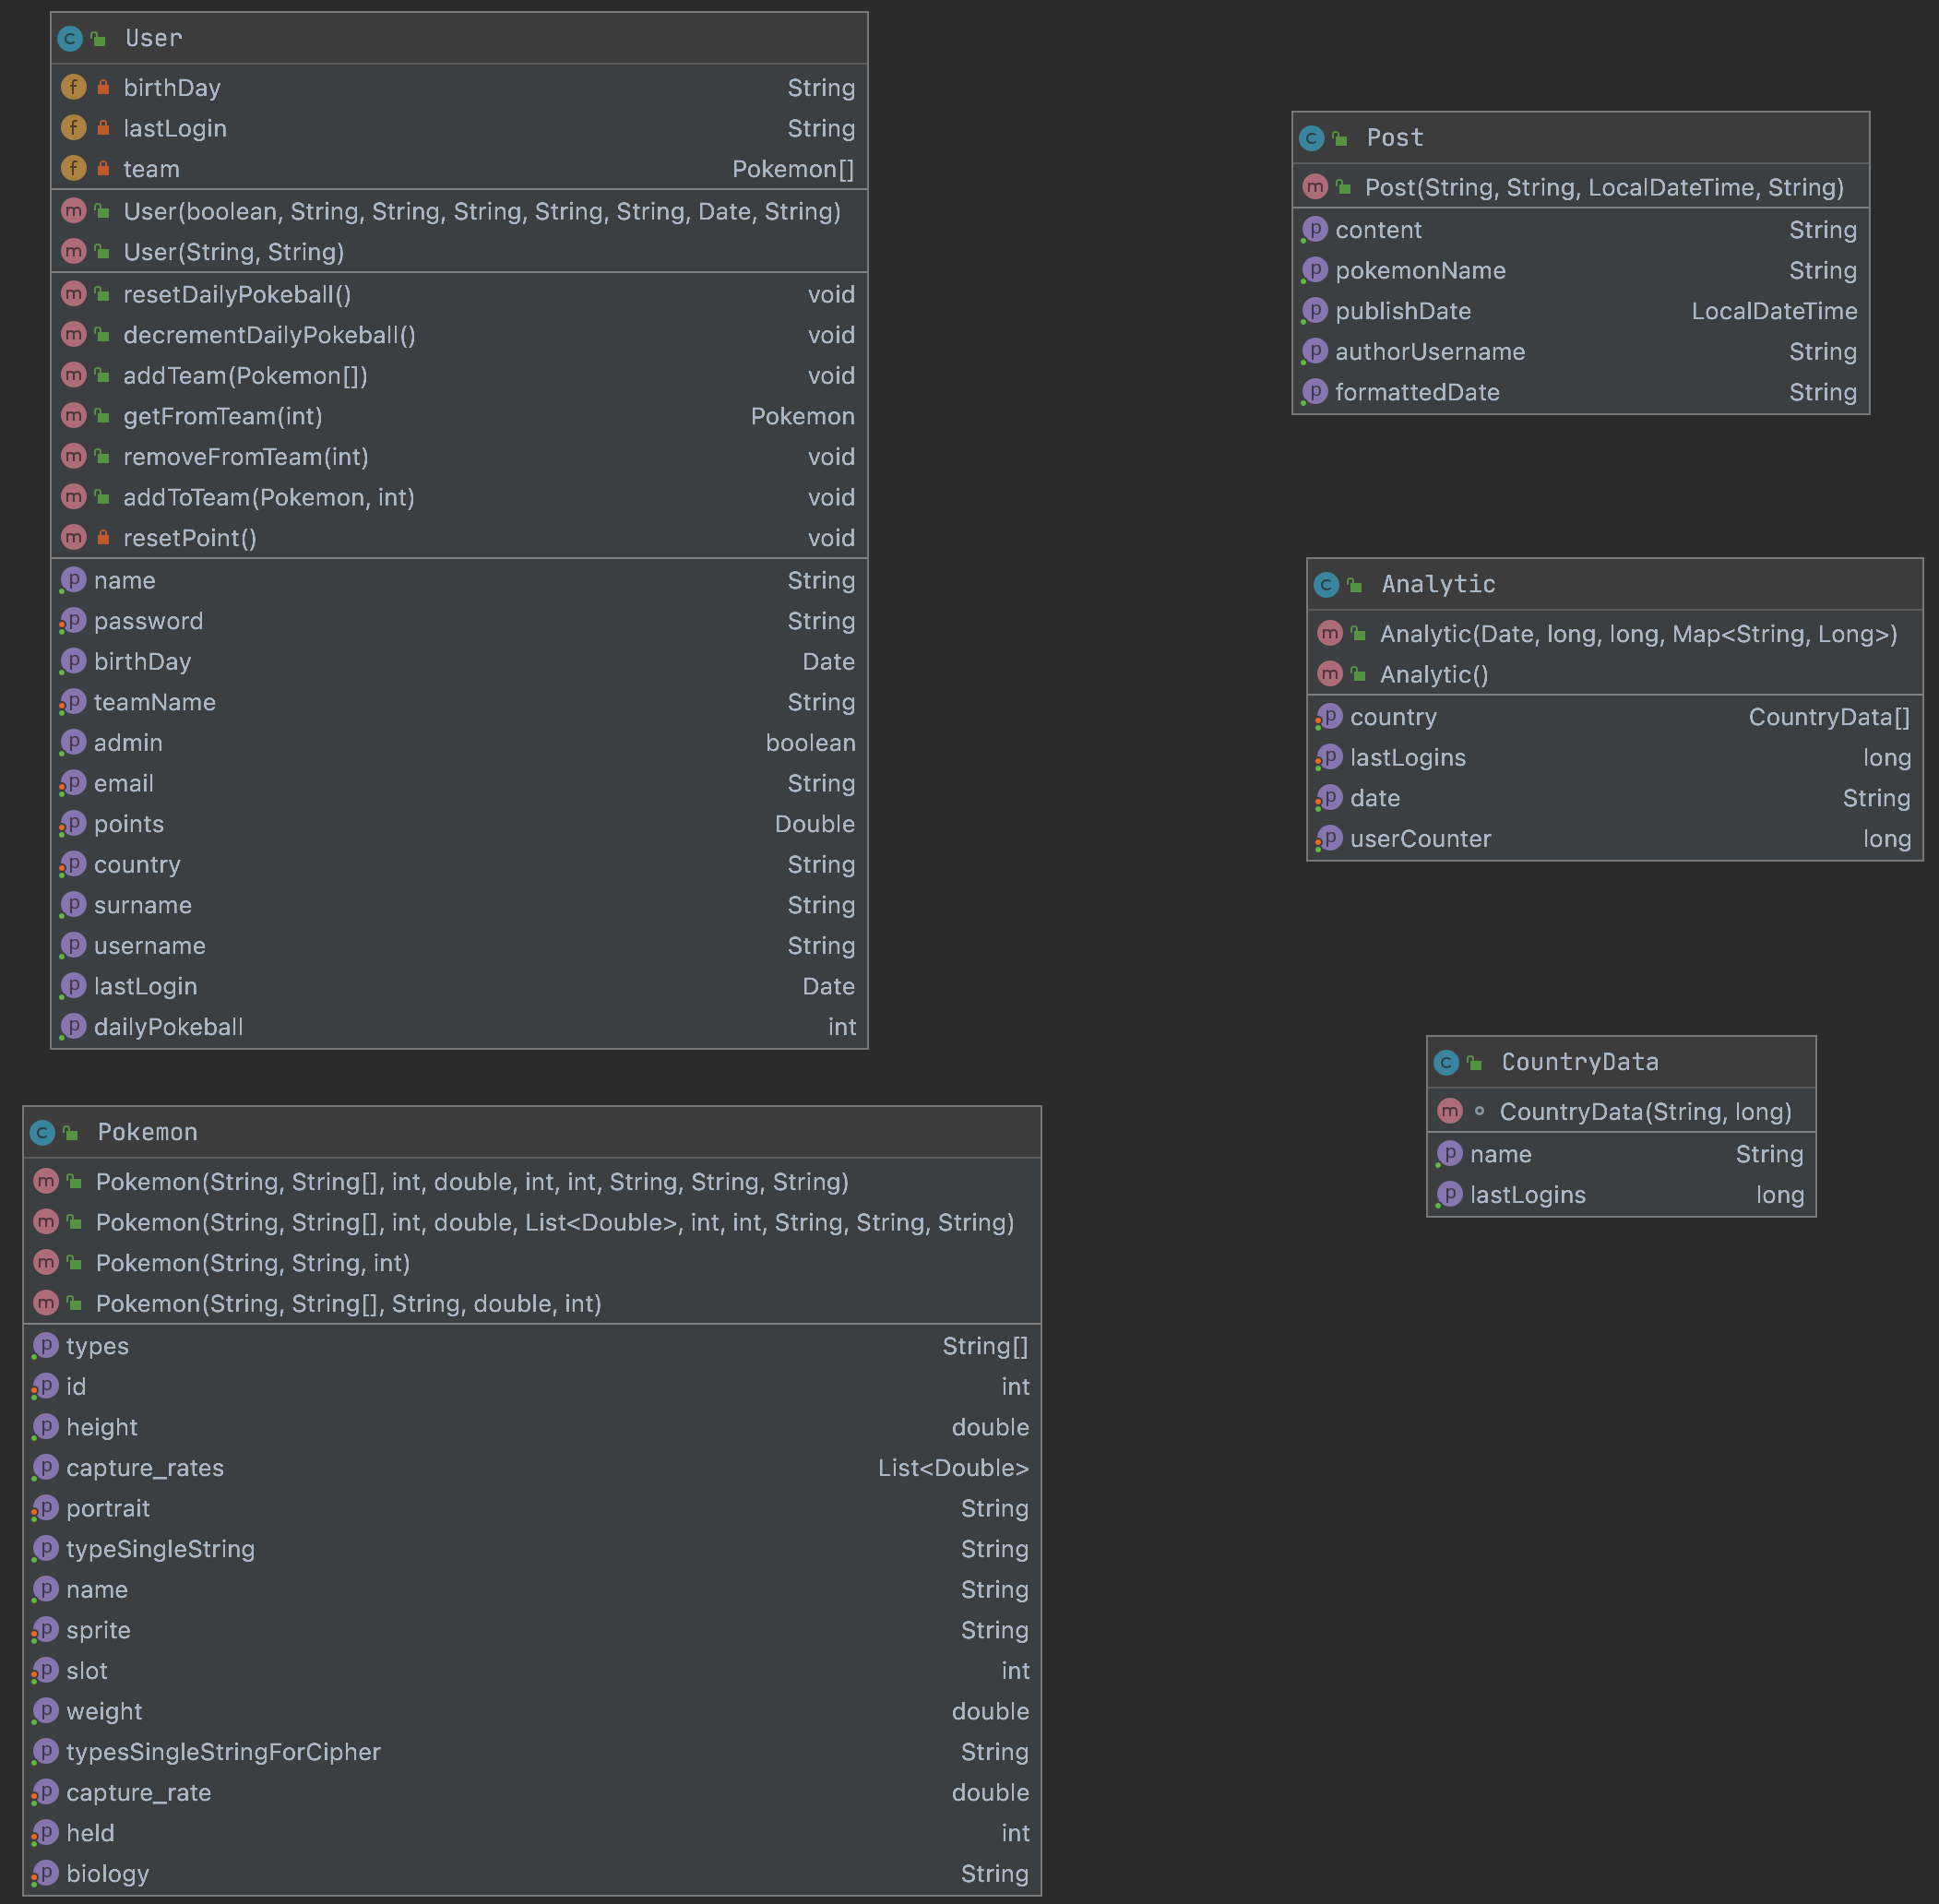 User
birthDay String
lastLogin String
team Pokemon[]
User(boolean, String, String, String, String, String, Date, String)
User(String, String)
resetDailyPokeball() void
decrementDailyPokeball() void
addTeam(Pokemon[]) void
getFromTeam(int) Pokemon
removeFromTeam(int) void
addToTeam(Pokemon, int) void
resetPoint() void
name String
password String
birthDay Date
teamName String
admin boolean
email String
points Double
country String
surname String
username String
lastLogin Date
dailyPokeball int
Pokemon
Pokemon(String, String[], int, double, int, int, String, String, String)
Pokemon(String, String[], int, double, List<Double>, int, int, String, String, String)
Pokemon(String, String, int)
Pokemon(String, String[], String, double, int)
types String[]
id int
height double
capture_rates List<Double>
portrait String
typeSingleString String
name String
sprite String
slot int
weight double
typesSingleStringForCipher String
capture_rate double
held int
biology String
Post
Post(String, String, LocalDateTime, String)
content String
pokemonName String
publishDate LocalDateTime
authorUsername String
formattedDate String
Analytic
Analytic(Date, long, long, Map<String, Long>)
Analytic()
country CountryData[]
lastLogins long
date String
userCounter long
CountryData
CountryData(String, long)
name String
lastLogins long